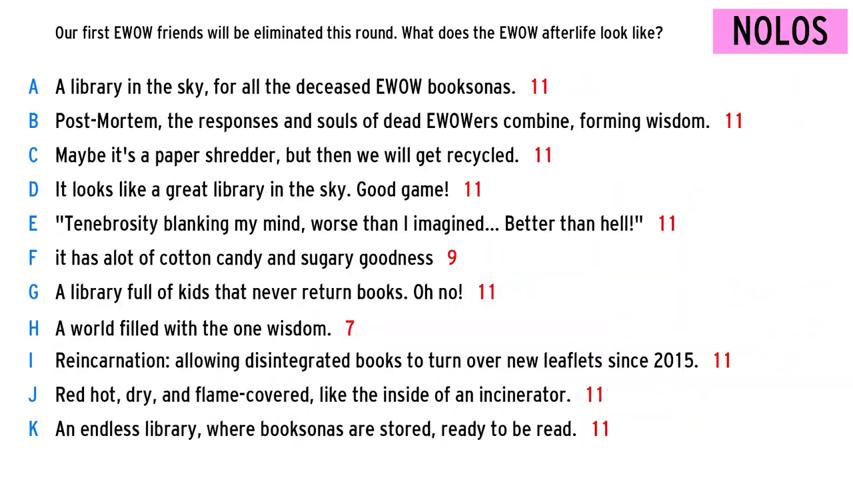 Our first EWOW friends will be eliminated this round. What does the EWOW afterlife look like?
NOLOS
A A library in the sky, for all the deceased EWOW booksonas. 11
B Post-Mortem, the responses and souls of dead EWOWers combine, forming wisdom. 11
C Maybe it's a paper shredder, but then we will get recycled. 11
D It looks like a great library in the sky. Good game! 11
E "Tenebrosity blanking my mind, worse than I imagined... Better than hell!" 11
F it has alot of cotton candy and sugary goodness 9
G A library full of kids that never return books. Oh no! 11
H A world filled with the one wisdom. 7
I Reincarnation: allowing disintegrated books to turn over new leaflets since 2015. 11
J Red hot, dry, and flame-covered, like the inside of an incinerator. 11
K An endless library, where booksonas are stored, ready to be read. 11